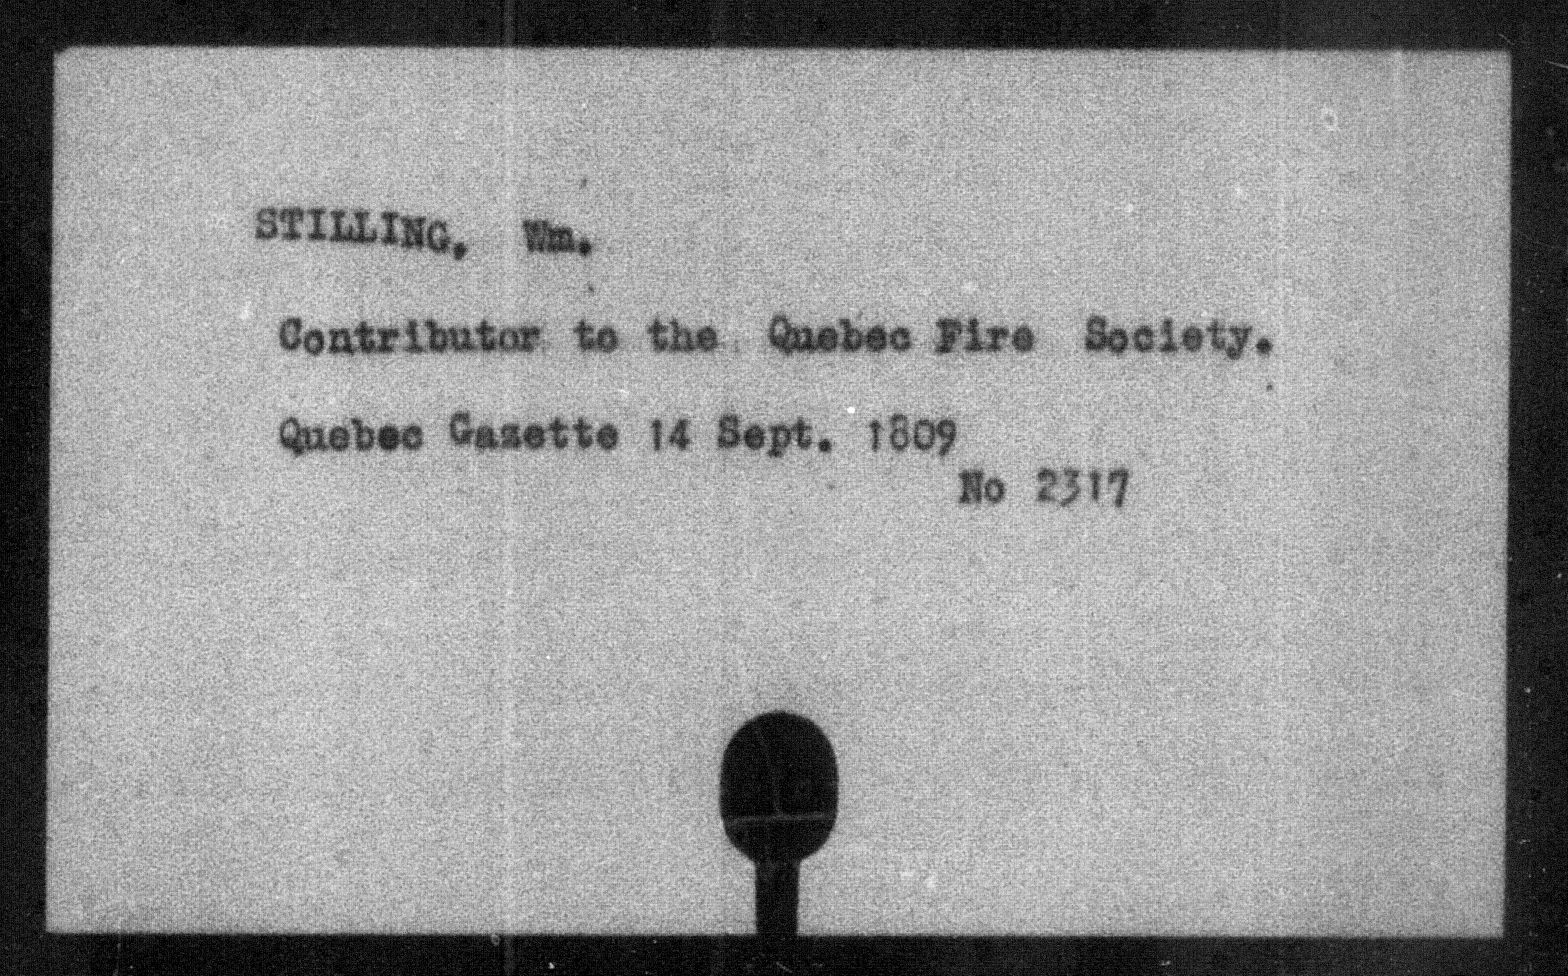 STILLING, Wm.
Contributor to the Quebec Fire Society.
Quebec Gazette 14 Sept. 1809
No 2317